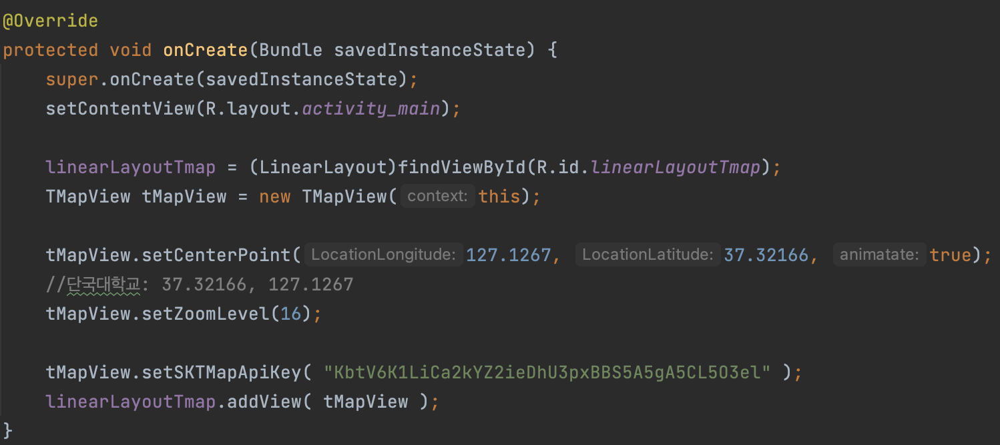 @Override
protected void onCreate(Bundle savedInstanceState) {
super.onCreate(savedInstanceState);
setContentView(R.layout.activity_main);
linearLayoutTmap = (LinearLayout)findViewById(R.id.linearLayoutTmap);
TMapView tMapView = new TMapView( context: this);
tMapView.setCenterPoint( LocationLongitude: 127.1267, LocationLatitude: 37.32166, animatate: true);
//단국대학교: 37.32166, 127.1267
tMapView.setZoomLevel(16);
tMapView.setSKTMapApiKey( "KbtV6K1LiCa2kYZ2ieDhU3pxBBS5A5gA5CL5O3el" );
linearLayoutTmap.addView( tMapView );
}